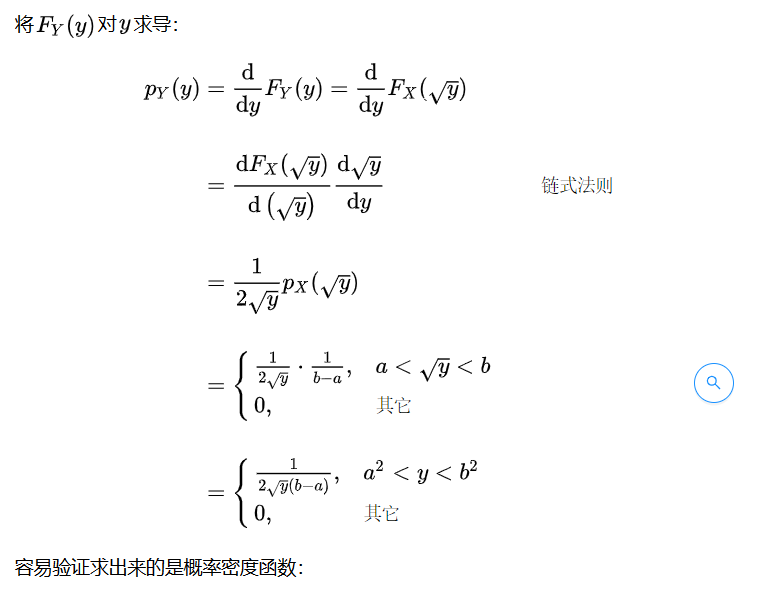 将 $F_Y(y)$ 对 $y$ 求导：
$p_Y(y) = \frac{\mathrm{d}}{\mathrm{d}y} F_Y(y) = \frac{\mathrm{d}}{\mathrm{d}y} F_X(\sqrt{y})$
$= \frac{\mathrm{d}F_X(\sqrt{y})}{\mathrm{d}(\sqrt{y})} \frac{\mathrm{d}\sqrt{y}}{\mathrm{d}y}$ 链式法则
$= \frac{1}{2\sqrt{y}} p_X(\sqrt{y})$
$= \begin{cases} \frac{1}{2\sqrt{y}} \cdot \frac{1}{b-a}, & a < \sqrt{y} < b \\ 0, & 其它 \end{cases}$
$= \begin{cases} \frac{1}{2\sqrt{y}(b-a)}, & a^2 < y < b^2 \\ 0, & 其它 \end{cases}$
容易验证求出来的是概率密度函数：